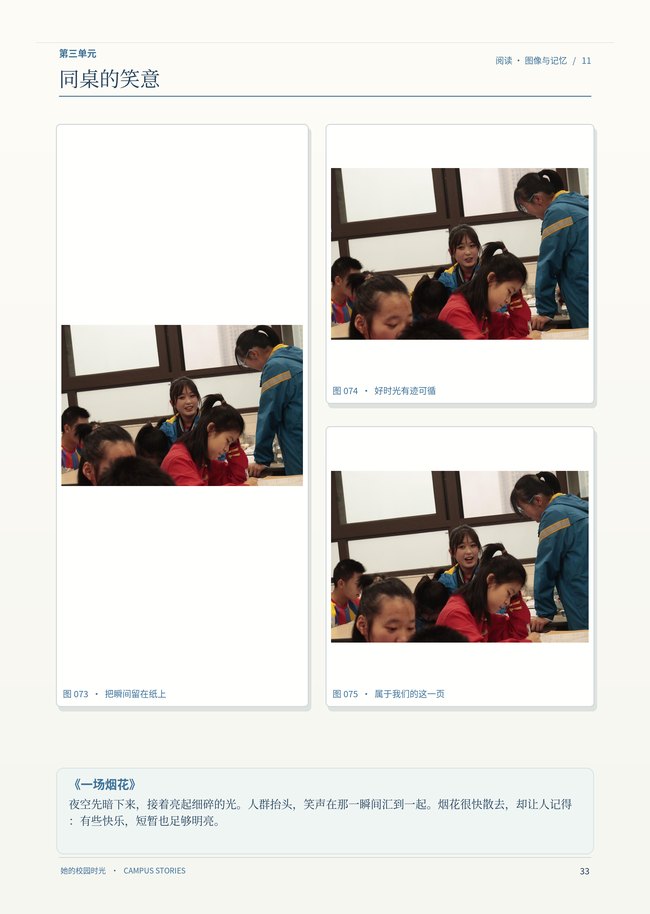 第三单元
同桌的笑意
阅读 · 图像与记忆 / 11
图 073 · 把瞬间留在纸上
图 074 · 好时光有迹可循
图 075 · 属于我们的这一页
《一场烟花》
夜空先暗下来，接着亮起细碎的光。人群抬头，笑声在那一瞬间汇到一起。烟花很快散去，却让人记得
：有些快乐，短暂也足够明亮。
她的校园时光 · CAMPUS STORIES
33